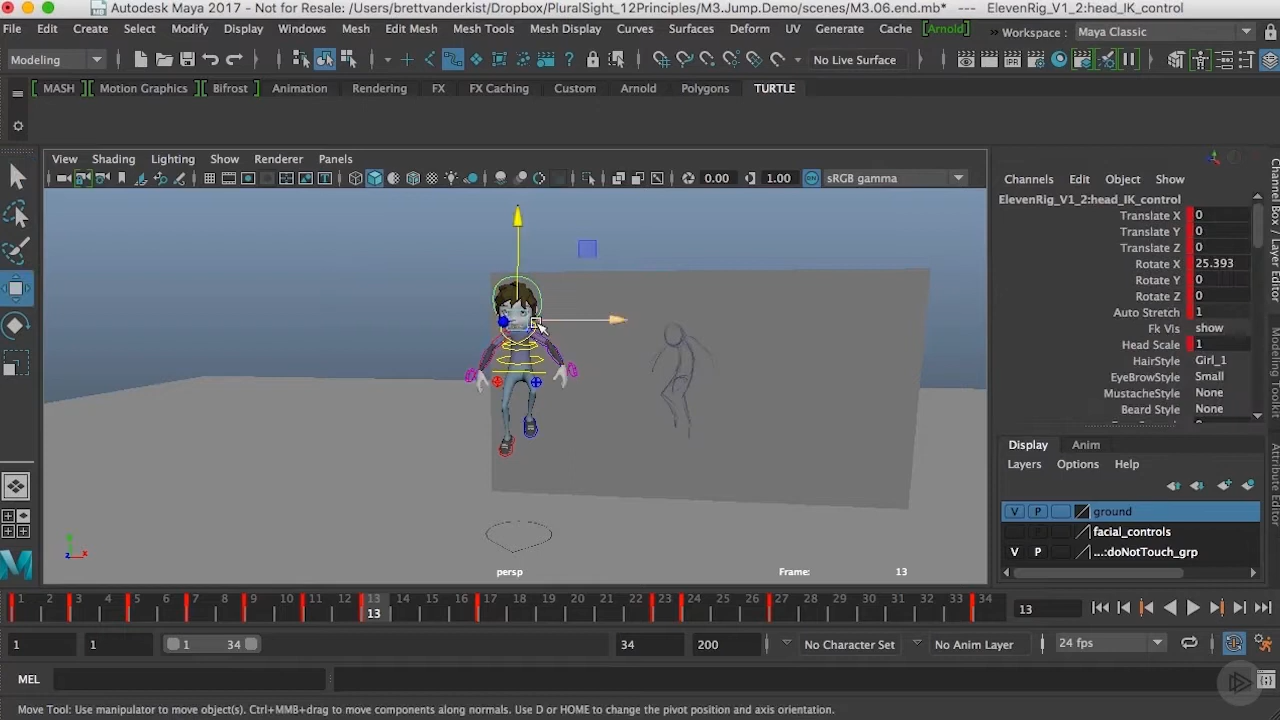 Autodesk Maya 2017 - Not for Resale: /Users/brettvanderkist/Dropbox/PluralSight_12Principles/M3.Jump.Demoscenes/M3.06.end.mb* --- ElevenRig_V1_2:head_IK_control
File Edit Create Select Modify Display Windows Mesh Edit Mesh Mesh Tools Mesh Display Curves Surfaces Deform UV Generate Cache [Arnold] » Workspace : Maya Classic
Modeling No Live Surface
MASH Motion Graphics Bifrost Animation Rendering FX FX Caching Custom Arnold Polygons TURTLE
View Shading Lighting Show Renderer Panels
0.00 1.00 sRGB gamma
Channels Edit Object Show
ElevenRig_V1_2:head_IK_control
Translate X 0
Translate Y 0
Translate Z 0
Rotate X 25.393
Rotate Y 0
Rotate Z 0
Auto Stretch 1
Fk Vis show
Head Scale 1
HairStyle Girl_1
EyeBrowStyle Small
MustacheStyle None
Beard Style None
Channel Box / Layer Editor
Modeling Toolkit
Attribute Editor
Display Anim
Layers Options Help
V P ground
facial_controls
V P ...:doNotTouch_grp
persp Frame: 13
1 2 3 4 5 6 7 8 9 10 11 12 13 14 15 16 17 18 19 20 21 22 23 24 25 26 27 28 29 30 31 32 33 34
13 13
1 1 1 34 34 200 No Character Set No Anim Layer 24 fps
MEL
Move Tool: Use manipulator to move object(s). Ctrl+MMB+drag to move components along normals. Use D or HOME to change the pivot position and axis orientation.